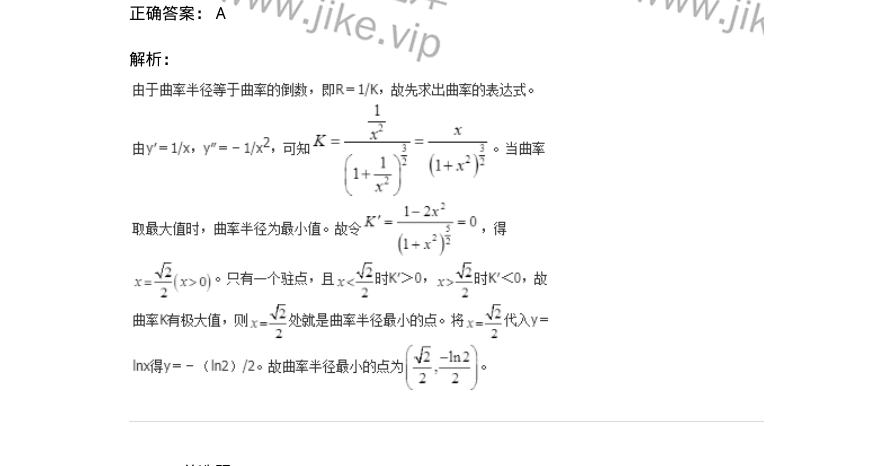 www.jike.vip
www.jik
正确答案： A
解析：
由于曲率半径等于曲率的倒数，即R＝1/K，故先求出曲率的表达式。
由y′＝1/x，y″＝－1/x²，可知 K = (1/x²)/(1+1/x²)^(3/2) = x/(1+x²)^(3/2) 。当曲率
取最大值时，曲率半径为最小值。故令 K′ = (1−2x²)/(1+x²)^(5/2) = 0 ，得
x=√2/2(x>0)。只有一个驻点，且 x<√2/2 时K′＞0，x>√2/2 时K′＜0，故
曲率K有极大值，则 x=√2/2 处就是曲率半径最小的点。将 x=√2/2 代入y＝
lnx得y＝－（ln2）/2。故曲率半径最小的点为(√2/2, −ln2/2)。